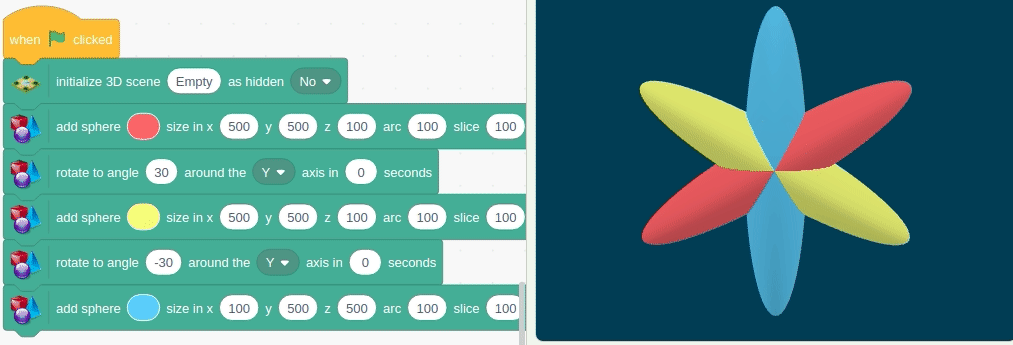 when clicked
initialize 3D scene Empty as hidden No
add sphere size in x 500 y 500 z 100 arc 100 slice 100
rotate to angle 30 around the Y axis in 0 seconds
add sphere size in x 500 y 500 z 100 arc 100 slice 100
rotate to angle -30 around the Y axis in 0 seconds
add sphere size in x 100 y 500 z 500 arc 100 slice 100